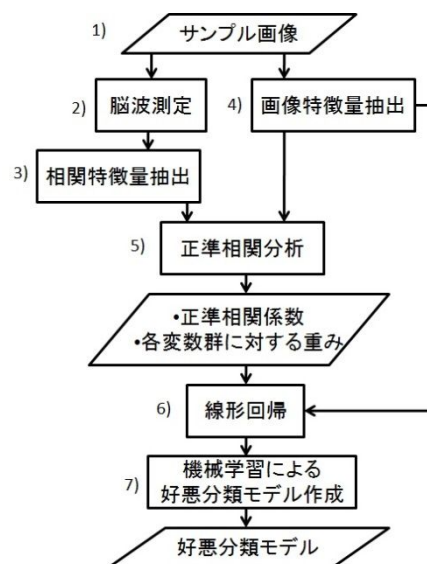 1)
サンプル画像
2)
脳波測定
4)
画像特徴量抽出
3)
相関特徴量抽出
5)
正準相関分析
•正準相関係数
•各変数群に対する重み
6)
線形回帰
7)
機械学習による
好悪分類モデル作成
好悪分類モデル